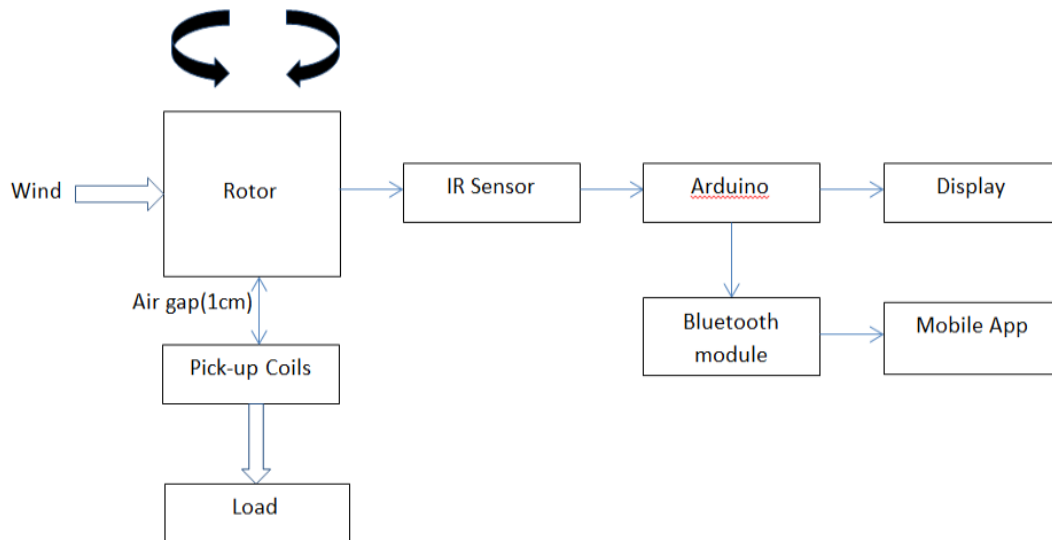 Wind
Rotor
IR Sensor
Arduino
Display
Air gap(1cm)
Bluetooth
module
Mobile App
Pick-up Coils
Load